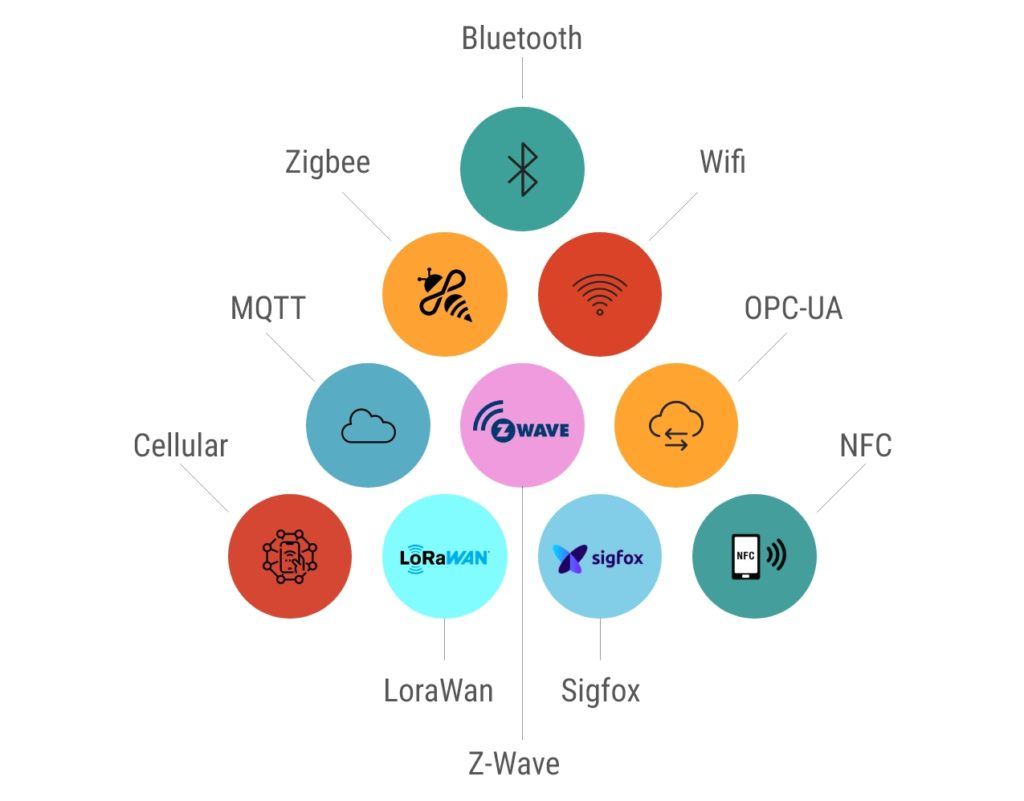 Bluetooth
Zigbee
Wifi
MQTT
OPC-UA
Z WAVE
Cellular
NFC
LoRaWAN
sigfox
NFC
LoraWan
Sigfox
Z-Wave